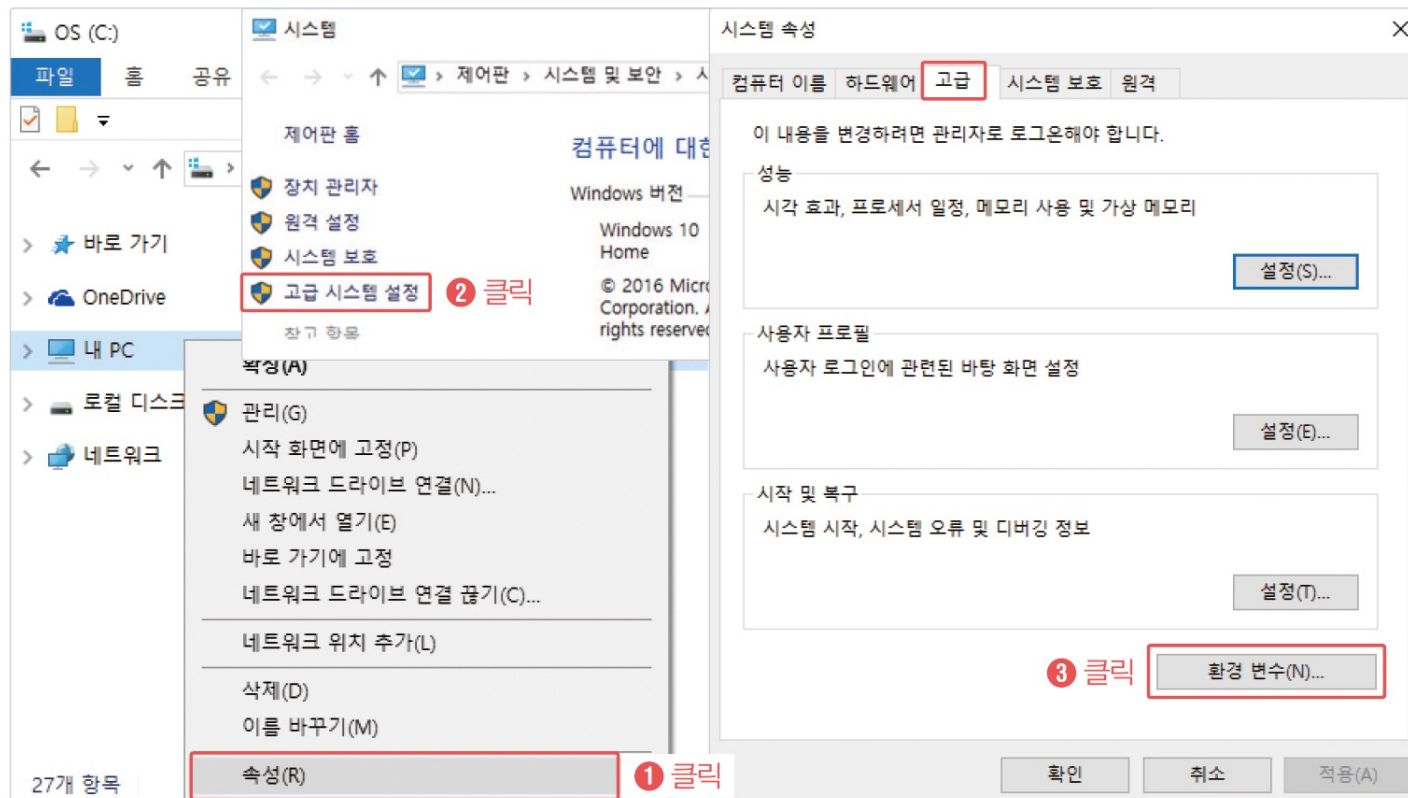 OS (C:)
파일 홈 공유
바로 가기
OneDrive
내 PC
로컬 디스크
네트워크
27개 항목
시스템
제어판 › 시스템 및 보안 ›
제어판 홈
장치 관리자
원격 설정
시스템 보호
고급 시스템 설정
❷ 클릭
참고 항목
컴퓨터에
Windows 버전
Windows 10
Home
© 2016
Corporation.
rights
확장(A)
관리(G)
시작 화면에 고정(P)
네트워크 드라이브 연결(N)...
새 창에서 열기(E)
바로 가기에 고정
네트워크 드라이브 연결 끊기(C)...
네트워크 위치 추가(L)
삭제(D)
이름 바꾸기(M)
속성(R)
❶ 클릭
시스템 속성
컴퓨터 이름 하드웨어 고급 시스템 보호 원격
이 내용을 변경하려면 관리자로 로그온해야 합니다.
성능
시각 효과, 프로세서 일정, 메모리 사용 및 가상 메모리
설정(S)...
사용자 프로필
사용자 로그인에 관련된 바탕 화면 설정
설정(E)...
시작 및 복구
시스템 시작, 시스템 오류 및 디버깅 정보
설정(T)...
❸ 클릭
환경 변수(N)...
확인 취소 적용(A)